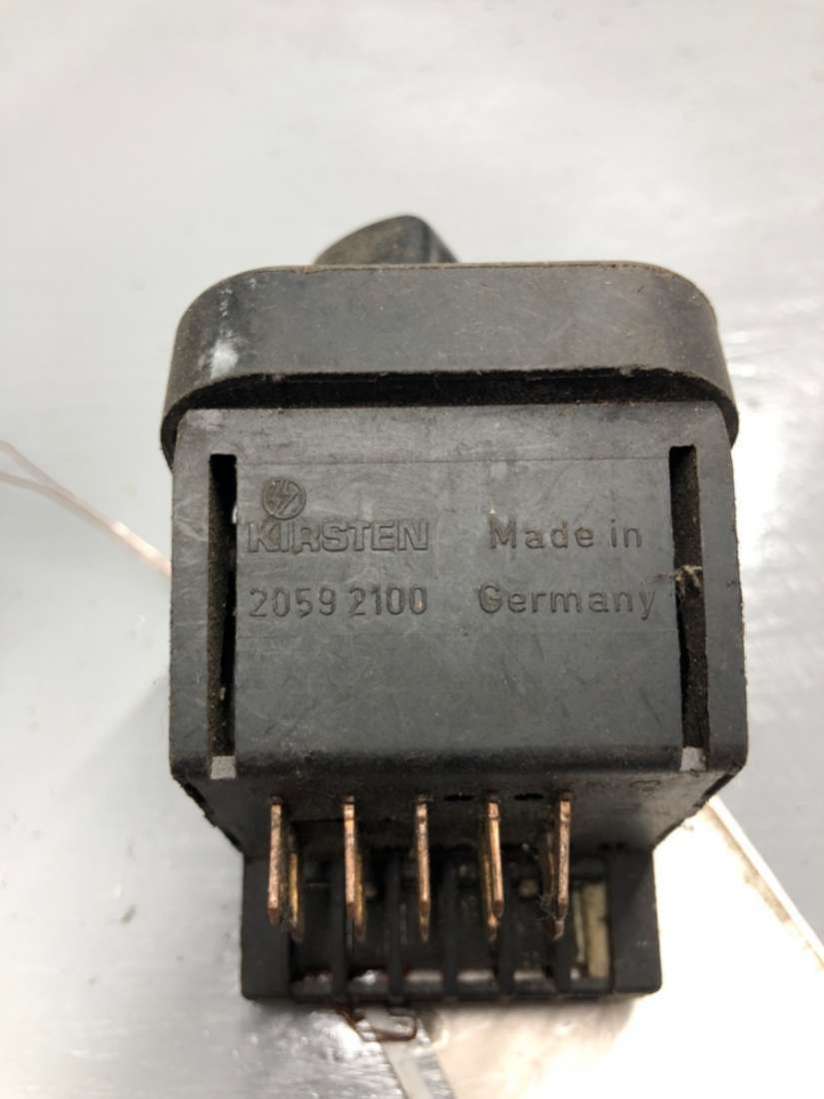 KIRSTEN Made in
2059 2100 Germany